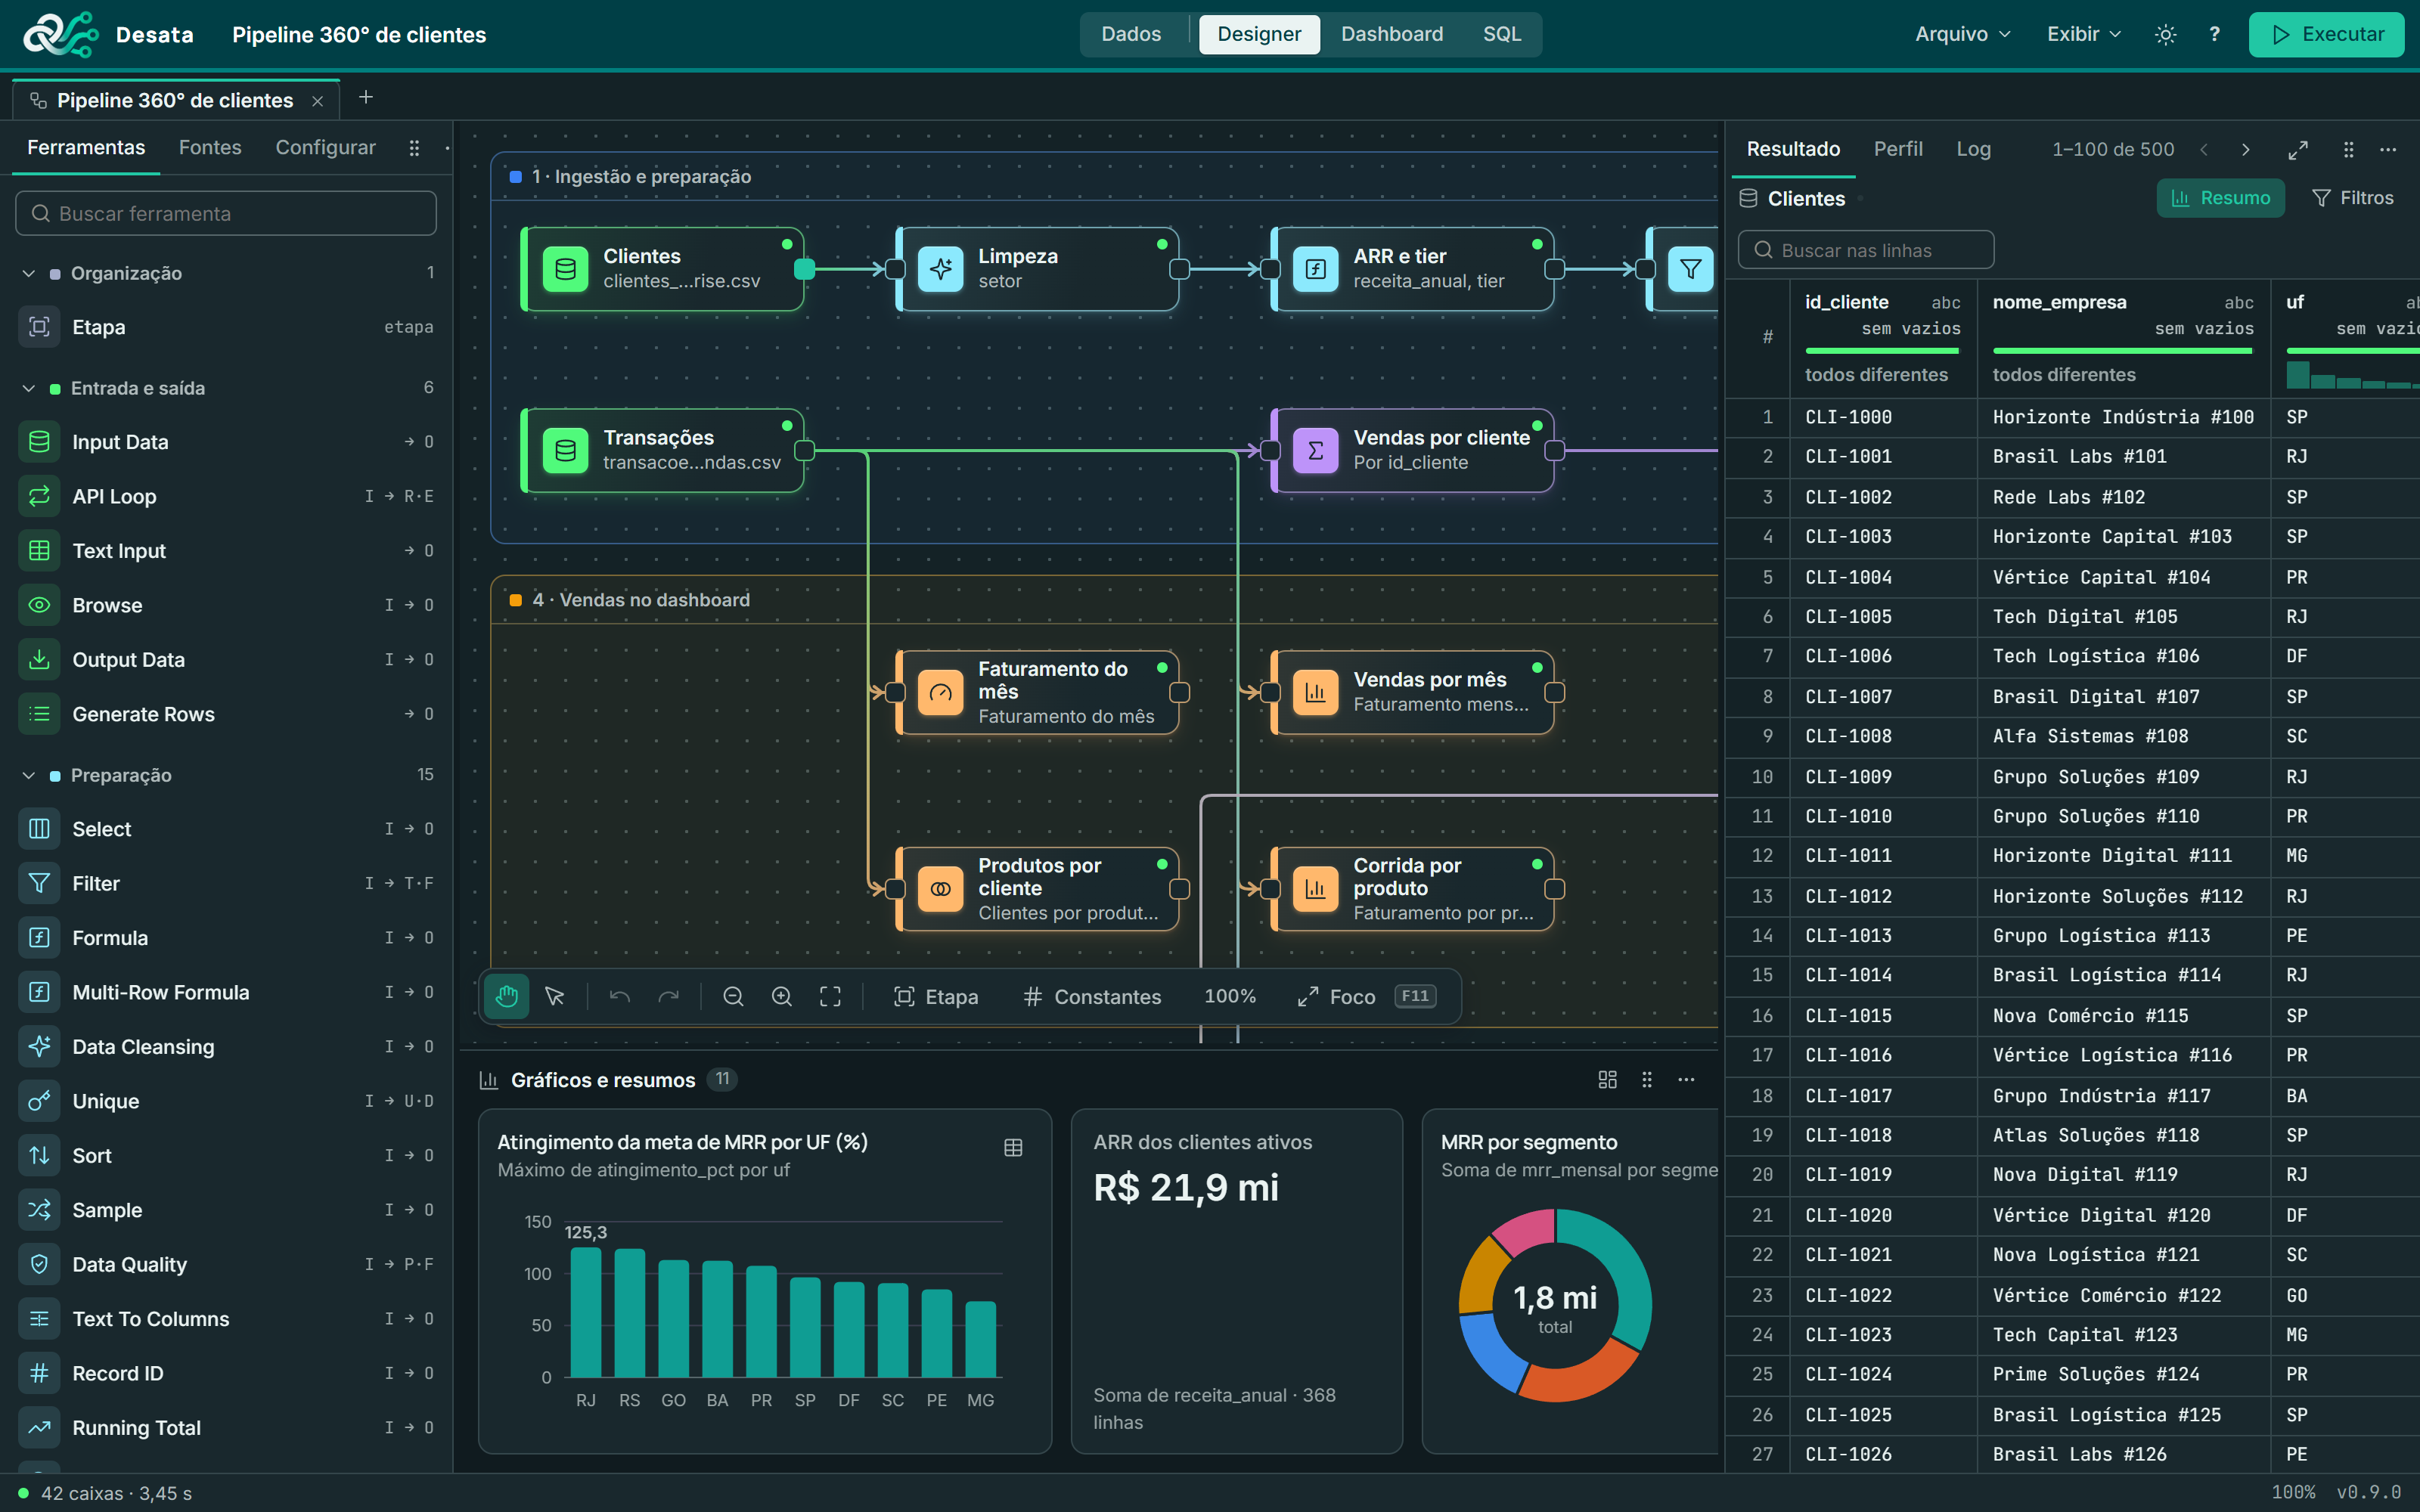 Desata
Pipeline 360° de clientes
Dados
Designer
Dashboard
SQL
Arquivo
Exibir
?
Executar
Pipeline 360° de clientes
Ferramentas
Fontes
Configurar
Buscar ferramenta
Organização 1
Etapa etapa
Entrada e saída 6
Input Data → O
API Loop I → R·E
Text Input → O
Browse I → O
Output Data I → O
Generate Rows → O
Preparação 15
Select I → O
Filter I → T·F
Formula I → O
Multi-Row Formula I → O
Data Cleansing I → O
Unique I → U·D
Sort I → O
Sample I → O
Data Quality I → P·F
Text To Columns I → O
Record ID I → O
Running Total I → O
1 · Ingestão e preparação
Clientes
clientes_...rise.csv
Limpeza
setor
ARR e tier
receita_anual, tier
Transações
transacoe...ndas.csv
Vendas por cliente
Por id_cliente
4 · Vendas no dashboard
Faturamento do
mês
Faturamento do mês
Vendas por mês
Faturamento mens...
Produtos por
cliente
Clientes por produt...
Corrida por
produto
Faturamento por pr...
Etapa
Constantes
100%
Foco
F11
Gráficos e resumos 11
Atingimento da meta de MRR por UF (%)
Máximo de atingimento_pct por uf
150
125,3
100
50
0
RJ RS GO BA PR SP DF SC PE MG
ARR dos clientes ativos
R$ 21,9 mi
Soma de receita_anual · 368
linhas
MRR por segmento
Soma de mrr_mensal por segme
1,8 mi
total
Resultado
Perfil
Log
1–100 de 500
Clientes
Resumo
Filtros
Buscar nas linhas
# id_cliente abc nome_empresa abc uf ab
sem vazios sem vazios sem vazio
todos diferentes todos diferentes
1 CLI-1000 Horizonte Indústria #100 SP
2 CLI-1001 Brasil Labs #101 RJ
3 CLI-1002 Rede Labs #102 SP
4 CLI-1003 Horizonte Capital #103 SP
5 CLI-1004 Vértice Capital #104 PR
6 CLI-1005 Tech Digital #105 RJ
7 CLI-1006 Tech Logística #106 DF
8 CLI-1007 Brasil Digital #107 SP
9 CLI-1008 Alfa Sistemas #108 SC
10 CLI-1009 Grupo Soluções #109 RJ
11 CLI-1010 Grupo Soluções #110 PR
12 CLI-1011 Horizonte Digital #111 MG
13 CLI-1012 Horizonte Soluções #112 RJ
14 CLI-1013 Grupo Logística #113 PE
15 CLI-1014 Brasil Logística #114 RJ
16 CLI-1015 Nova Comércio #115 SP
17 CLI-1016 Vértice Logística #116 PR
18 CLI-1017 Grupo Indústria #117 BA
19 CLI-1018 Atlas Soluções #118 SP
20 CLI-1019 Nova Digital #119 RJ
21 CLI-1020 Vértice Digital #120 DF
22 CLI-1021 Nova Logística #121 SC
23 CLI-1022 Vértice Comércio #122 GO
24 CLI-1023 Tech Capital #123 MG
25 CLI-1024 Prime Soluções #124 PR
26 CLI-1025 Brasil Logística #125 SP
27 CLI-1026 Brasil Labs #126 PE
42 caixas · 3,45 s
100% v0.9.0